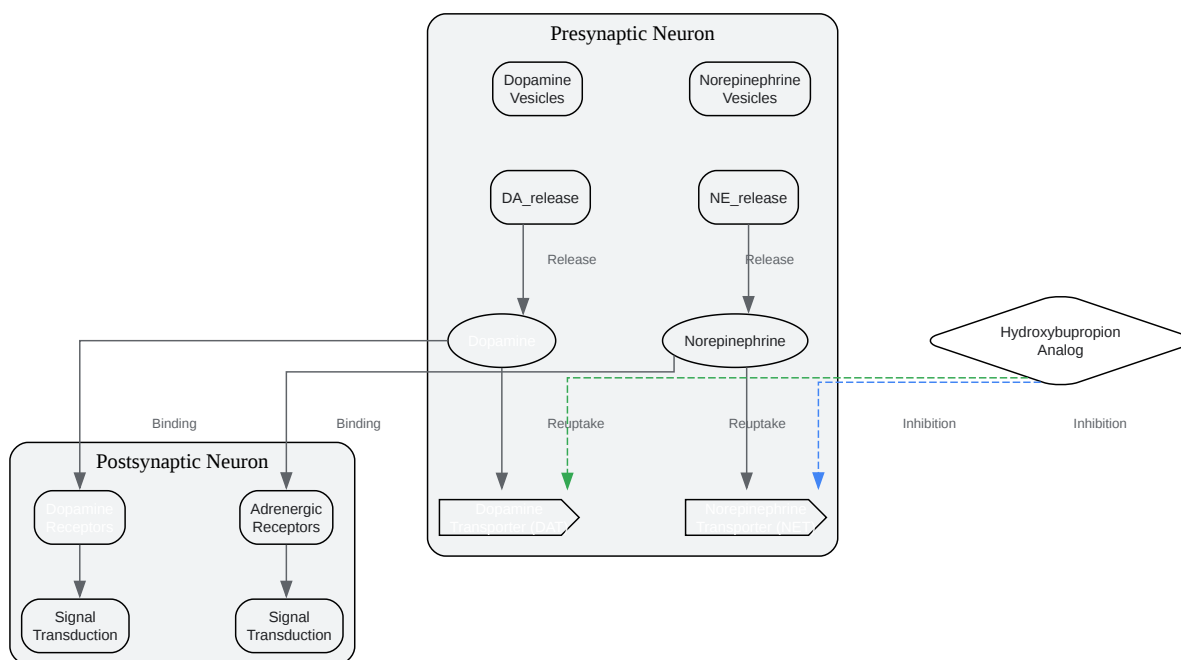 Presynaptic Neuron
Dopamine
Vesicles
Norepinephrine
Vesicles
DA_release
NE_release
Release
Release
Dopamine
Norepinephrine
Hydroxybupropion
Analog
Binding
Binding
Reuptake
Reuptake
Inhibition
Inhibition
Postsynaptic Neuron
Dopamine
Receptors
Adrenergic
Receptors
Dopamine
Transporter (DAT)
Norepinephrine
Transporter (NET)
Signal
Transduction
Signal
Transduction